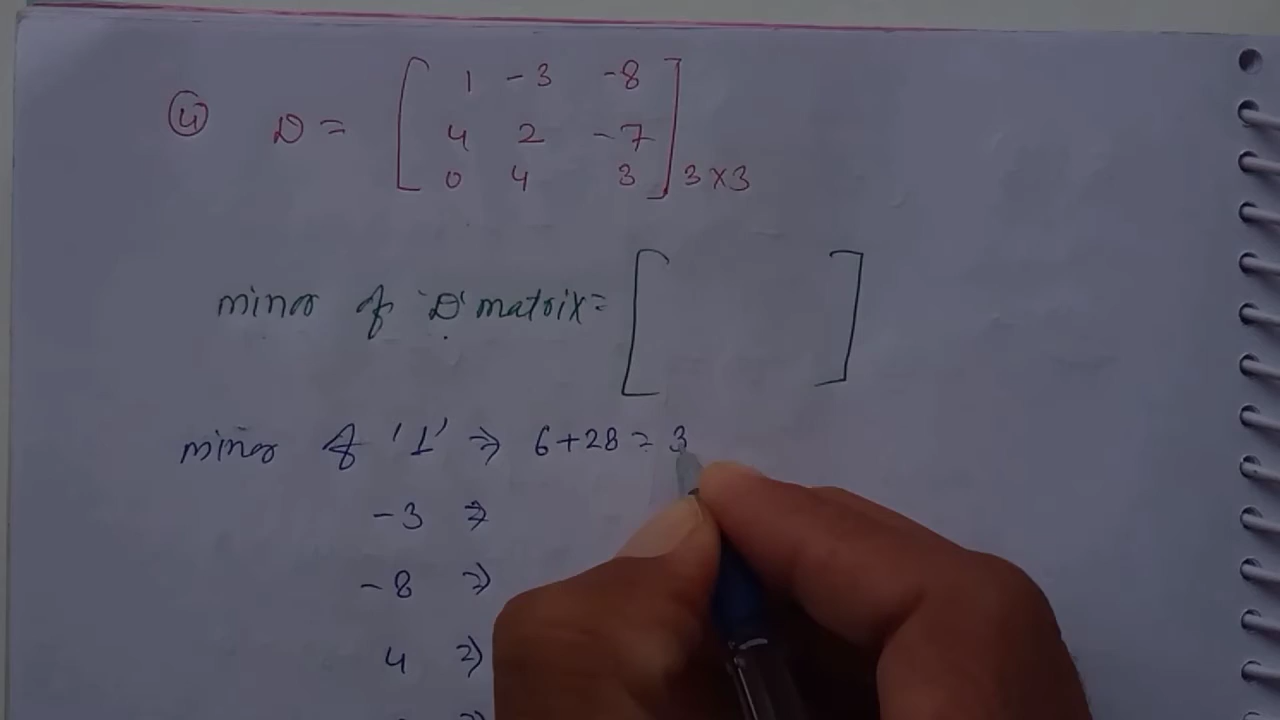 ④ D = [ 1 -3 -8
4 2 -7
0 4 3 ] 3×3
minor of 'D' matrix = [ ]
minor of '1' ⇒ 6+28 = 3
-3 ⇒
-8 ⇒
4 ⇒